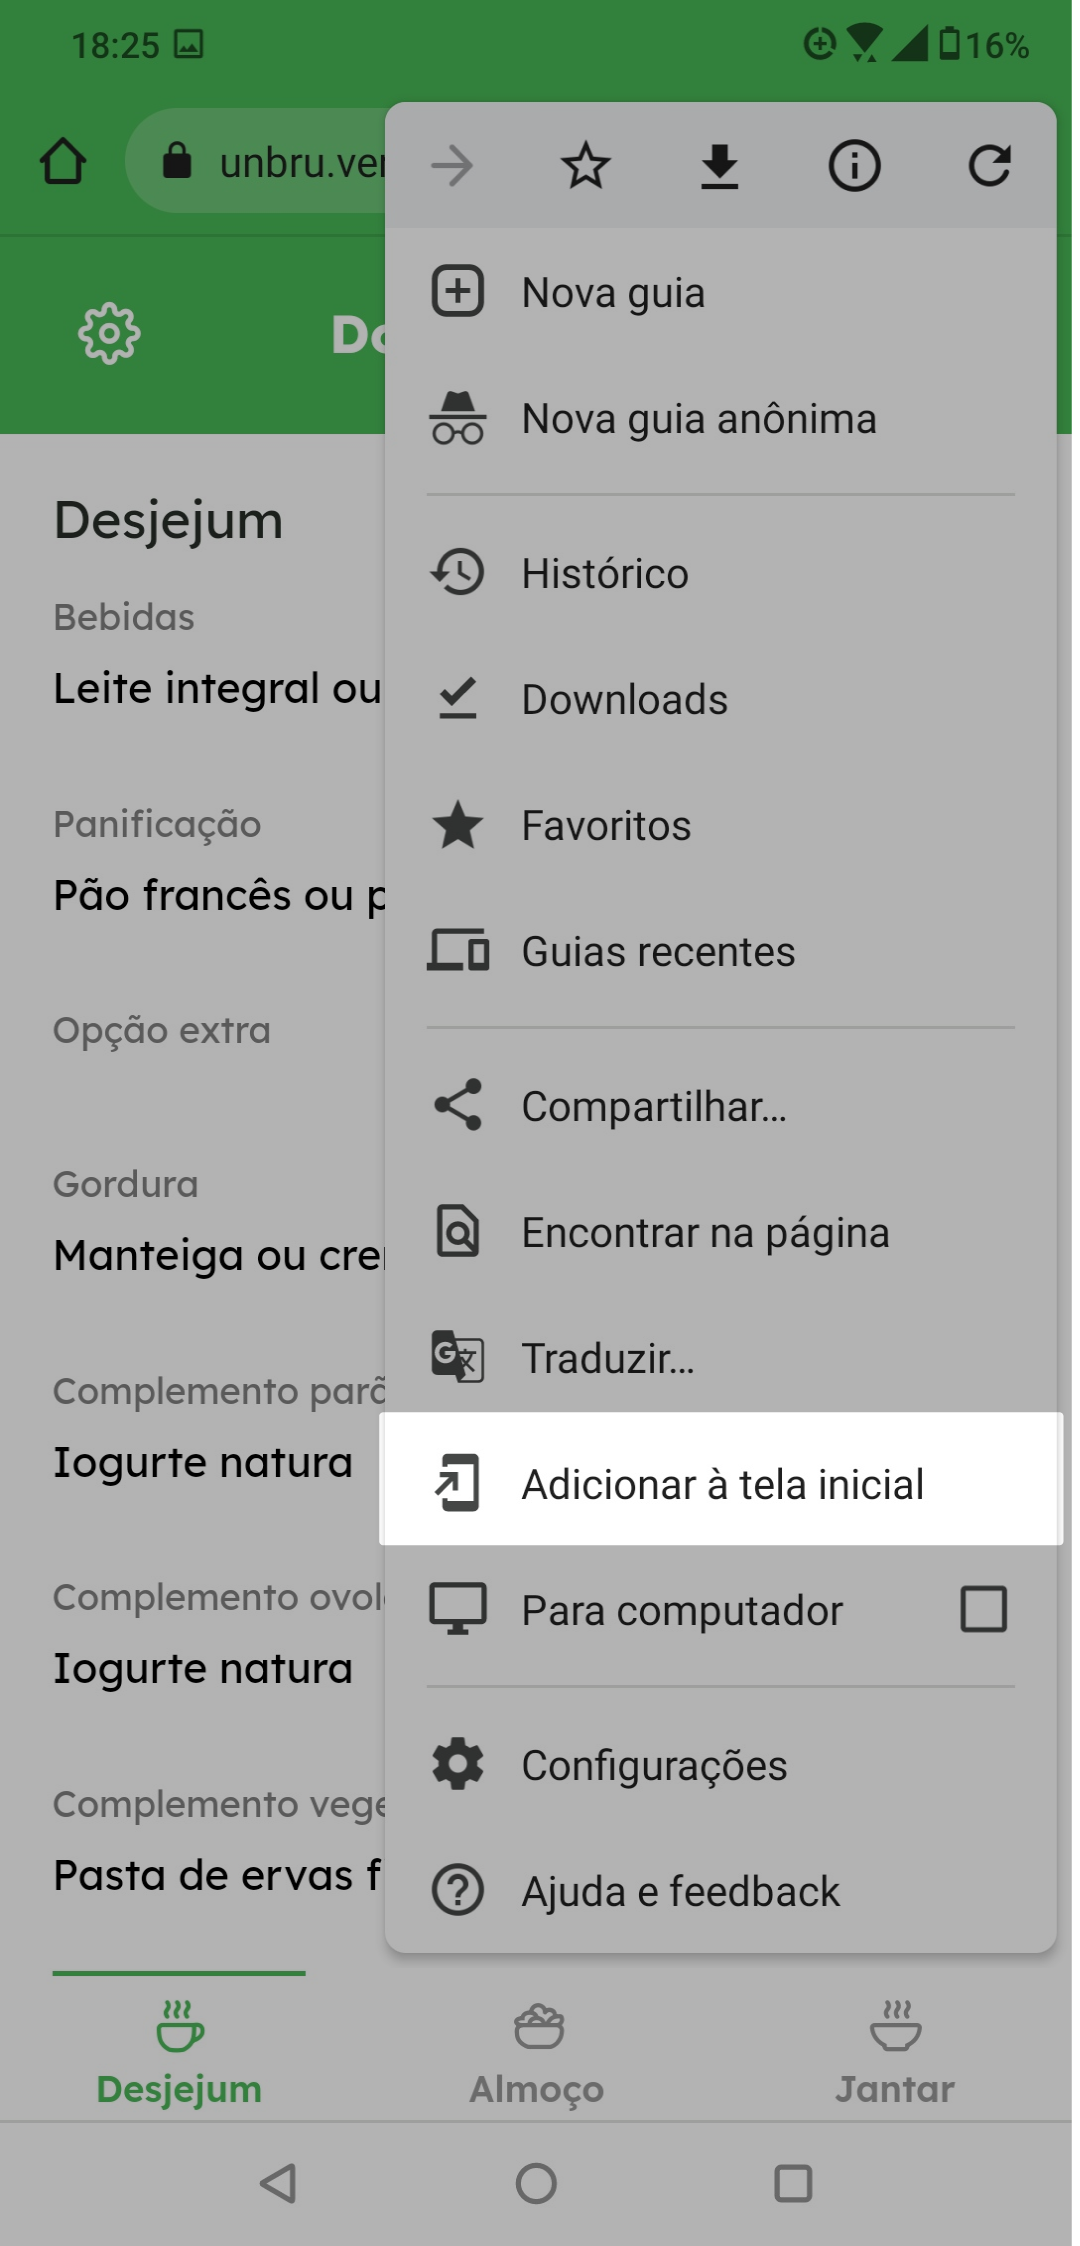 18:25
16%
unbru.ver
Do
Nova guia
Nova guia anônima
Histórico
Downloads
Favoritos
Guias recentes
Compartilhar...
Encontrar na página
Traduzir...
Adicionar à tela inicial
Para computador
Configurações
Ajuda e feedback
Desjejum
Bebidas
Leite integral ou
Panificação
Pão francês ou p
Opção extra
Gordura
Manteiga ou crem
Complemento parã
Iogurte natura
Complemento ovol
Iogurte natura
Complemento vege
Pasta de ervas f
Desjejum
Almoço
Jantar